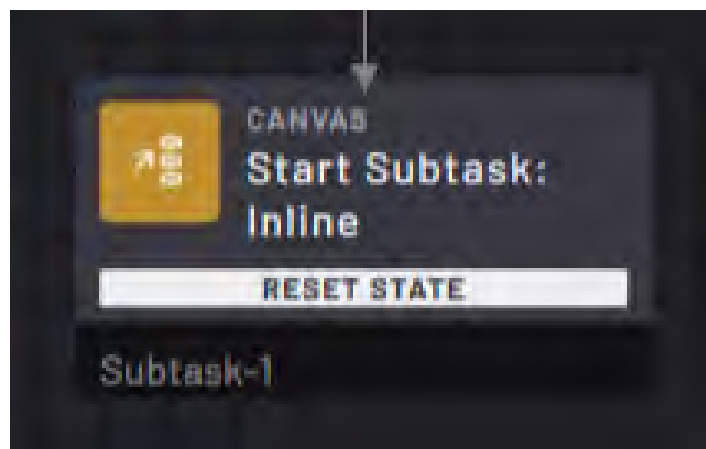 CANVAS
Start Subtask:
Inline
RESET STATE
Subtask-1